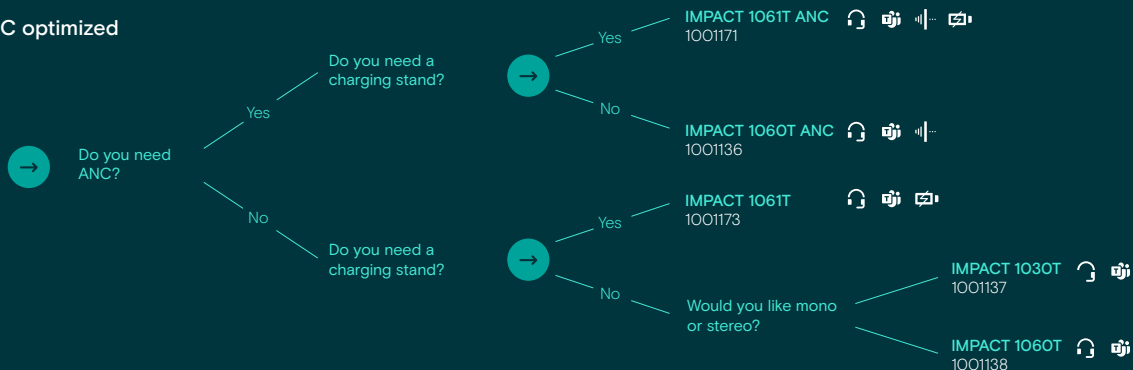 C optimized
Do you need
ANC?
Yes
Do you need a
charging stand?
Yes
IMPACT 1061T ANC
1001171
No
IMPACT 1060T ANC
1001136
No
Do you need a
charging stand?
Yes
IMPACT 1061T
1001173
No
Would you like mono
or stereo?
IMPACT 1030T
1001137
IMPACT 1060T
1001138